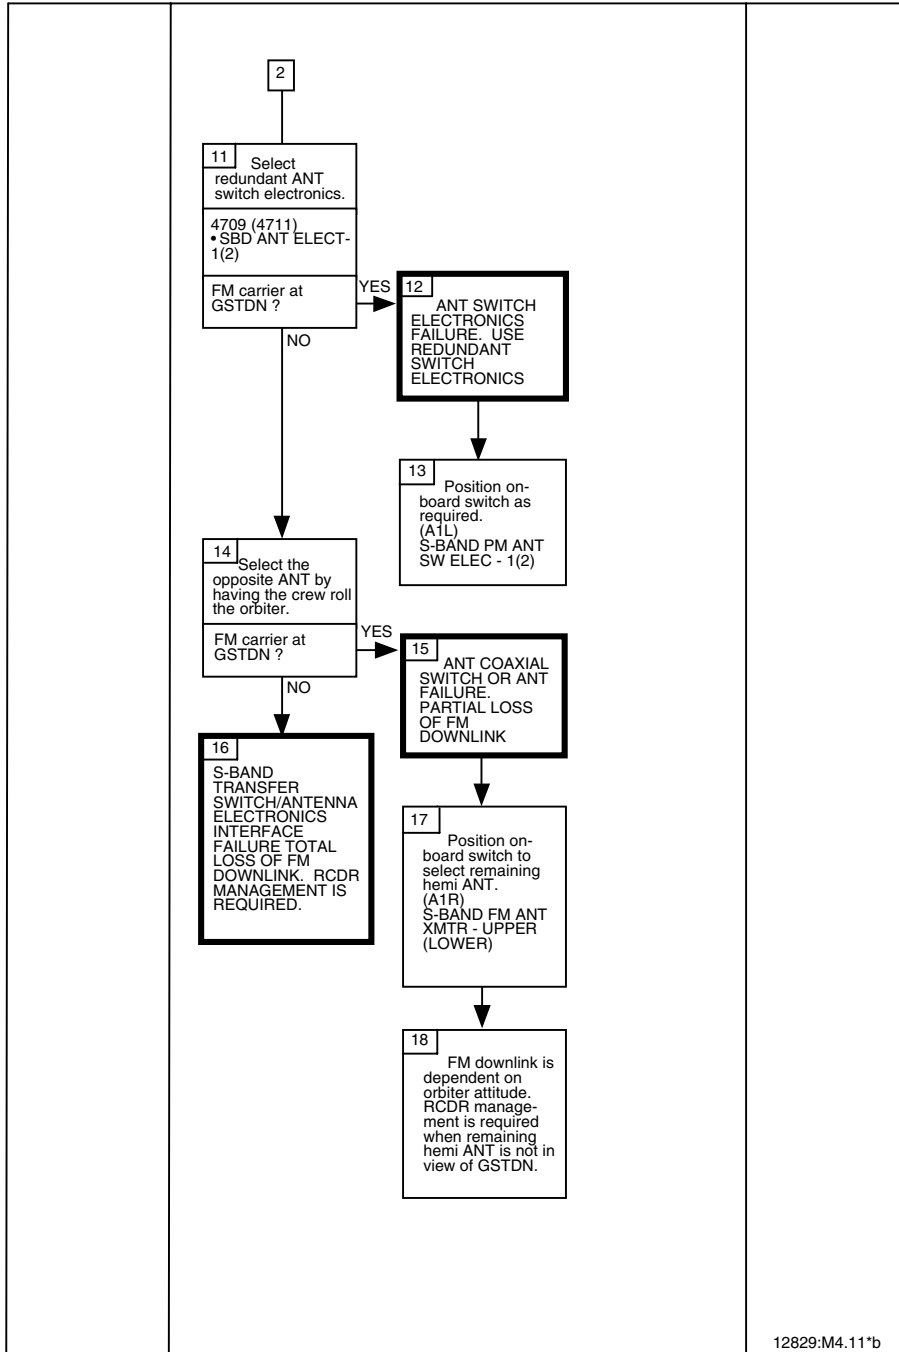 2
11
Select
redundant ANT
switch electronics.
4709 (4711)
• SBD ANT ELECT-
1(2)
FM carrier at
GSTDN ?
YES
NO
12
ANT SWITCH
ELECTRONICS
FAILURE. USE
REDUNDANT
SWITCH
ELECTRONICS
13
Position on-
board switch as
required.
(A1L)
S-BAND PM ANT
SW ELEC - 1(2)
14
Select the
opposite ANT by
having the crew roll
the orbiter.
FM carrier at
GSTDN ?
YES
NO
15
ANT COAXIAL
SWITCH OR ANT
FAILURE.
PARTIAL LOSS
OF FM
DOWNLINK
16
S-BAND
TRANSFER
SWITCH/ANTENNA
ELECTRONICS
INTERFACE
FAILURE TOTAL
LOSS OF FM
DOWNLINK. RCDR
MANAGEMENT IS
REQUIRED.
17
Position on-
board switch to
select remaining
hemi ANT.
(A1R)
S-BAND FM ANT
XMTR - UPPER
(LOWER)
18
FM downlink is
dependent on
orbiter attitude.
RCDR manage-
ment is required
when remaining
hemi ANT is not in
view of GSTDN.
12829:M4.11*b